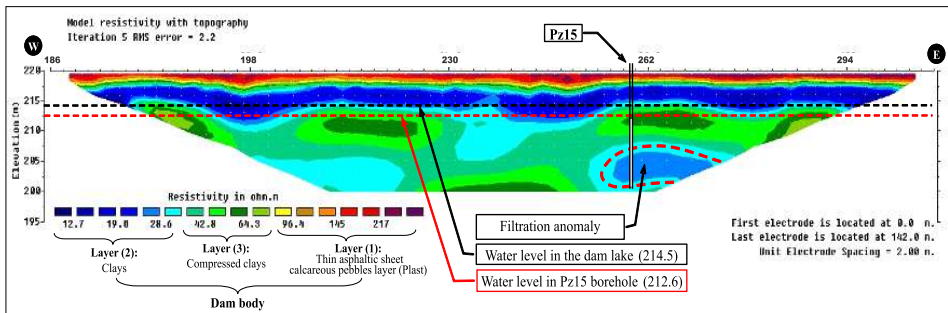 Model resistivity with topography
Iteration 5 RMS error = 2.2
Pz15
W
E
186 198 230 262 294
Elevation(m)
220
215
210
205
200
195
Resistivity in ohm.m
12.7 19.0 28.6 42.8 64.3 96.4 145 217
Layer (2):
Clays
Layer (3):
Compressed clays
Layer (1):
Thin asphaltic sheet
calcareous pebbles layer (Plast)
Dam body
Filtration anomaly
Water level in the dam lake (214.5)
Water level in Pz15 borehole (212.6)
First electrode is located at 0.0 m.
Last electrode is located at 142.0 m.
Unit Electrode Spacing = 2.00 m.